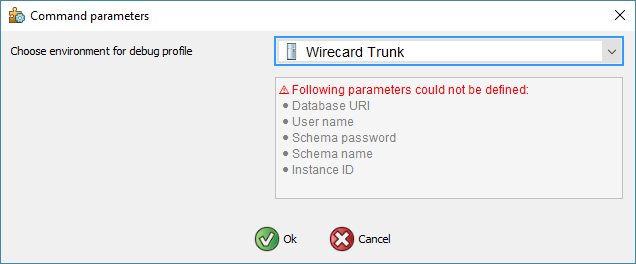 Command parameters
Choose environment for debug profile
Wirecard Trunk
Following parameters could not be defined:
Database URI
User name
Schema password
Schema name
Instance ID
Ok
Cancel